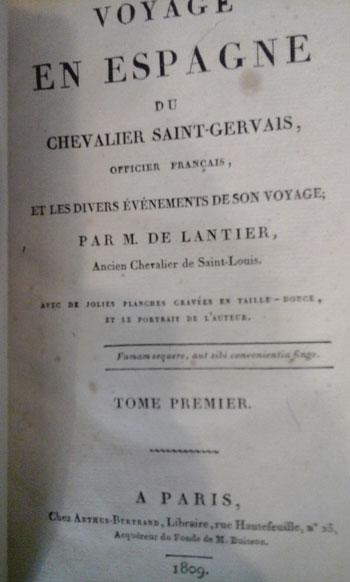 VOYAGE
EN ESPAGNE
DU
CHEVALIER SAINT-GERVAIS,
OFFICIER FRANÇAIS,
ET LES DIVERS ÉVÉNEMENTS DE SON VOYAGE;
PAR M. DE LANTIER,
Ancien Chevalier de Saint-Louis.
AVEC DE JOLIES PLANCHES GRAVÉES EN TAILLE-DOUCE,
ET LE PORTRAIT DE L'AUTEUR.
Famam sequere, aut sibi convenientia finge.
TOME PREMIER.
A PARIS,
Chez ARTHUS-BERTRAND, Libraire, rue Hautefeuille, n° 23,
Acquéreur du Fonds de M. Buisson.
1809.